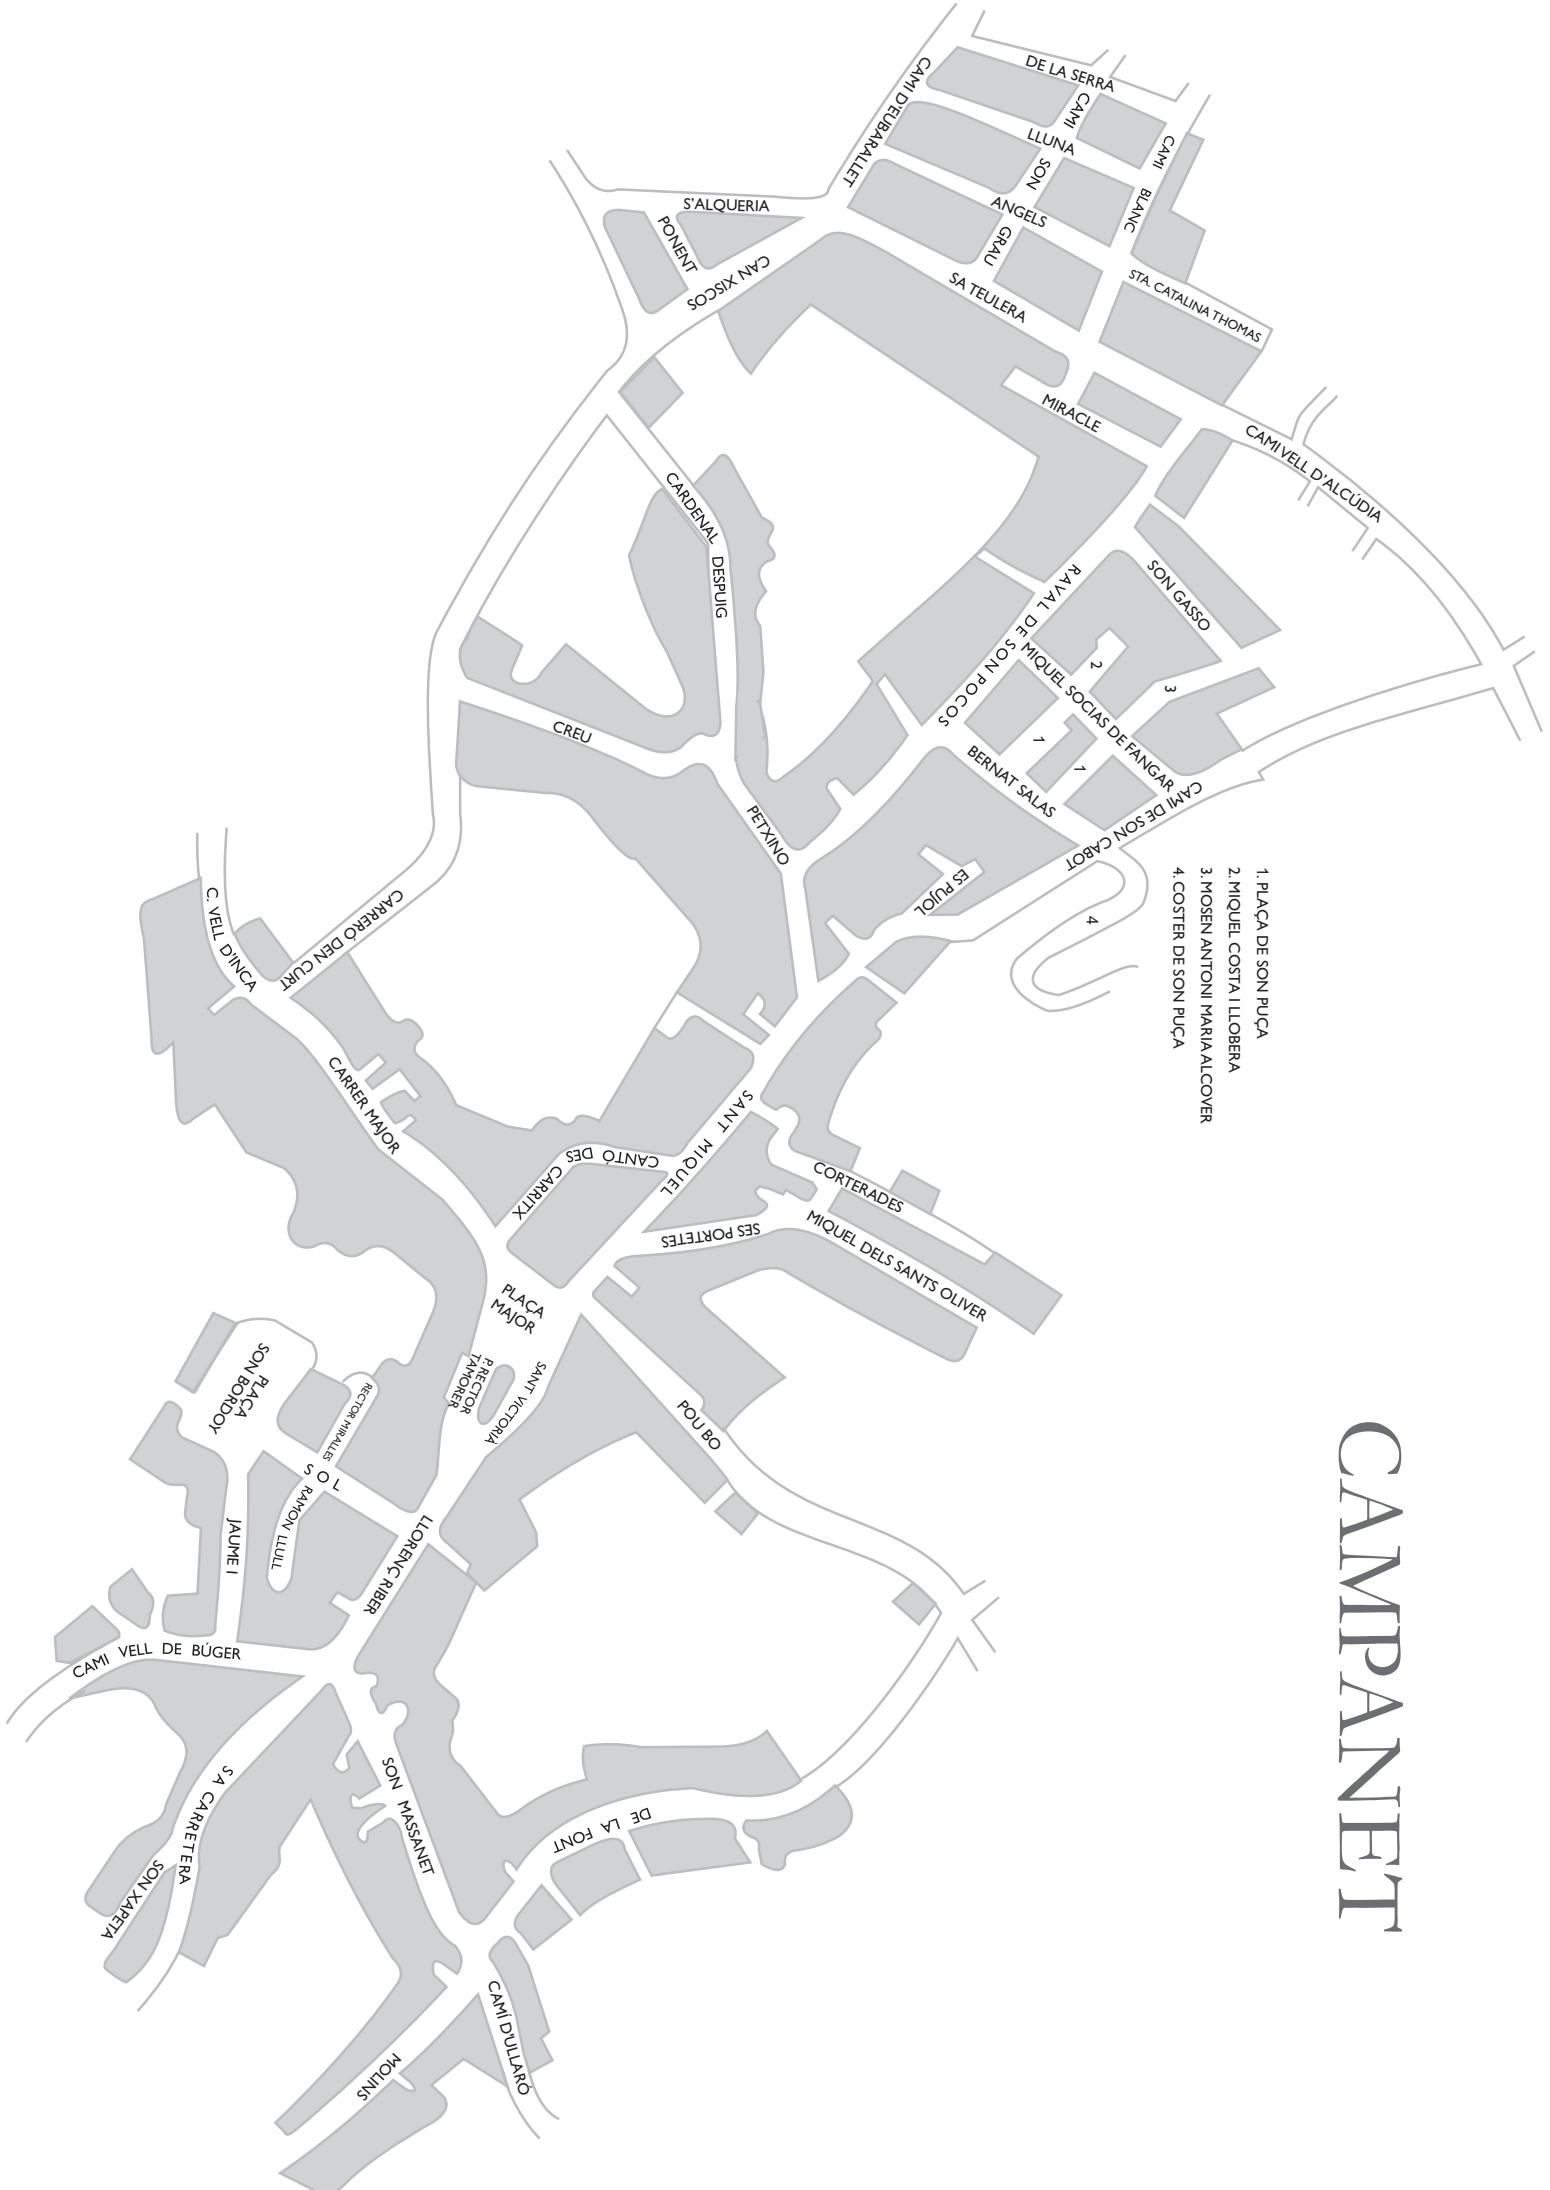 CAMPANET
1. PLAÇA DE SON PUÇA
2. MIQUEL COSTA I LLOBERA
3. MOSEN ANTONI MARIA ALCOVER
4. COSTER DE SON PUÇA
DE LA SERRA
CAMI D'EUBARALLET
CAMI
SON
GRAU
LLUNA
ANGELS
CAMI
BLANC
S'ALQUERIA
PONENT
CAN XISCOS
SA TEULERA
STA. CATALINA THOMAS
MIRACLE
CAMI VELL D'ALCÚDIA
CARDENAL DESPUIG
SON GASSO
RAVAL DE SON POCOS
MIQUEL SOCIAS DE FANGAR
2
3
1
1
BERNAT SALAS
CAMI DE SON CABOT
4
CREU
PETXINO
ES PUJOL
C. VELL D'INCA
CARRERÓ DEN CURT
CARRER MAJOR
SANT MIQUEL
CANTÓ DES
CARRITX
CORTERADES
SES PORTETES
MIQUEL DELS SANTS OLIVER
PLAÇA
MAJOR
P. RECTOR
TAMORER
SANT VICTORIA
POU BO
PLAÇA
SON BORDOY
RECTOR MIRALLES
SOL
RAMON LLULL
JAUME I
LLORENÇ RIBER
CAMI VELL DE BÚGER
SA CARRETERA
SON XAPETA
SON MASSANET
DE LA FONT
CAMÍ D'ULLARÓ
MOLINS